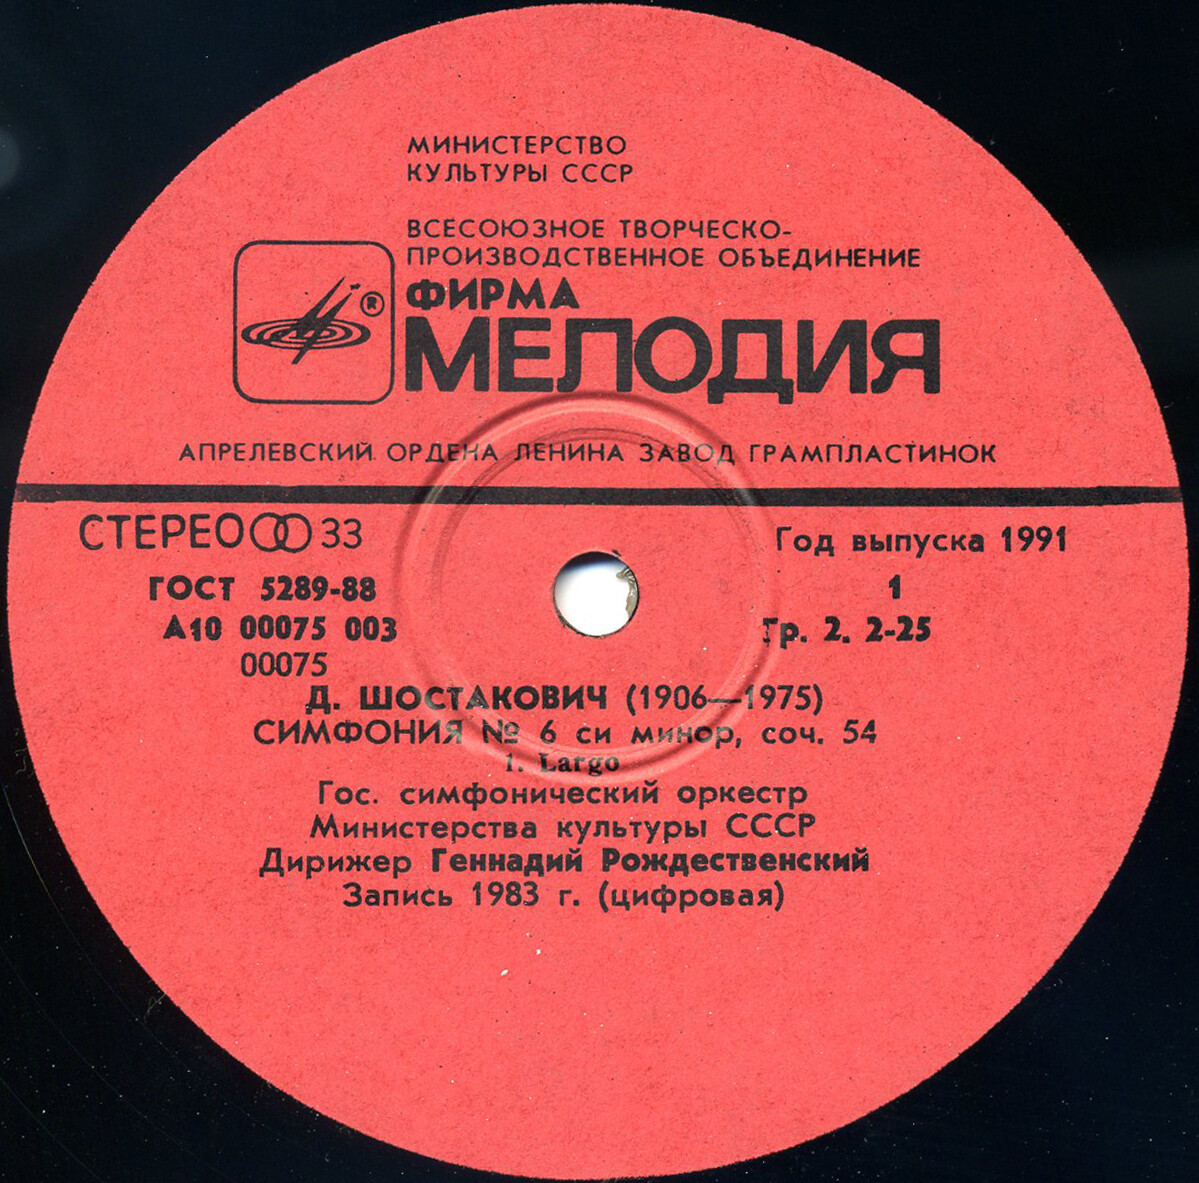 МИНИСТЕРСТВО
КУЛЬТУРЫ СССР
ВСЕСОЮЗНОЕ ТВОРЧЕСКО-
ПРОИЗВОДСТВЕННОЕ ОБЪЕДИНЕНИЕ
ФИРМА
®
МЕЛОДИЯ
АПРЕЛЕВСКИЙ ОРДЕНА ЛЕНИНА ЗАВОД ГРАМПЛАСТИНОК
СТЕРЕО 33
Год выпуска 1991
ГОСТ 5289-88
1
А10 00075 003
Гр. 2. 2-25
00075
Д. ШОСТАКОВИЧ (1906—1975)
СИМФОНИЯ № 6 си минор, соч. 54
1. Largo
Гос. симфонический оркестр
Министерства культуры СССР
Дирижер Геннадий Рождественский
Запись 1983 г. (цифровая)